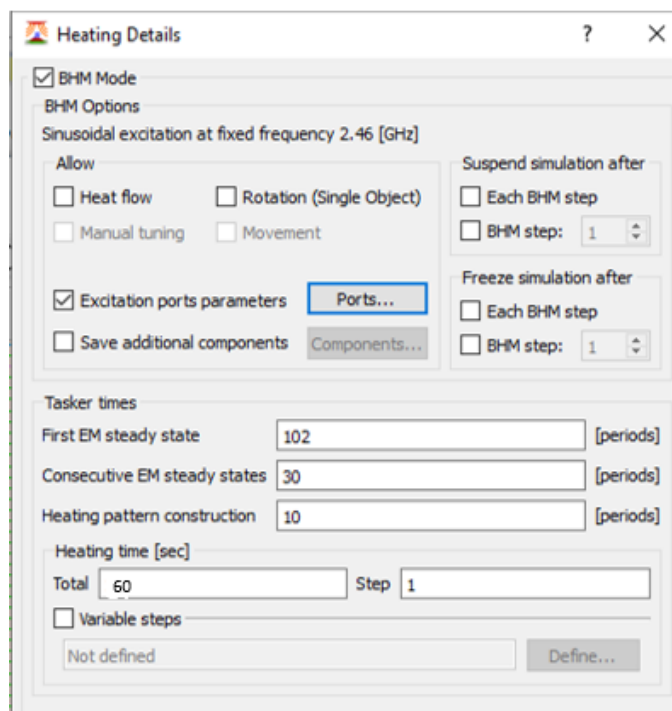 Heating Details ? ×
BHM Mode
BHM Options
Sinusoidal excitation at fixed frequency 2.46 [GHz]
Allow
Heat flow
Rotation (Single Object)
Manual tuning
Movement
Excitation ports parameters
Ports...
Save additional components
Components...
Suspend simulation after
Each BHM step
BHM step: 1
Freeze simulation after
Each BHM step
BHM step: 1
Tasker times
First EM steady state 102 [periods]
Consecutive EM steady states 30 [periods]
Heating pattern construction 10 [periods]
Heating time [sec]
Total 60 Step 1
Variable steps
Not defined Define...